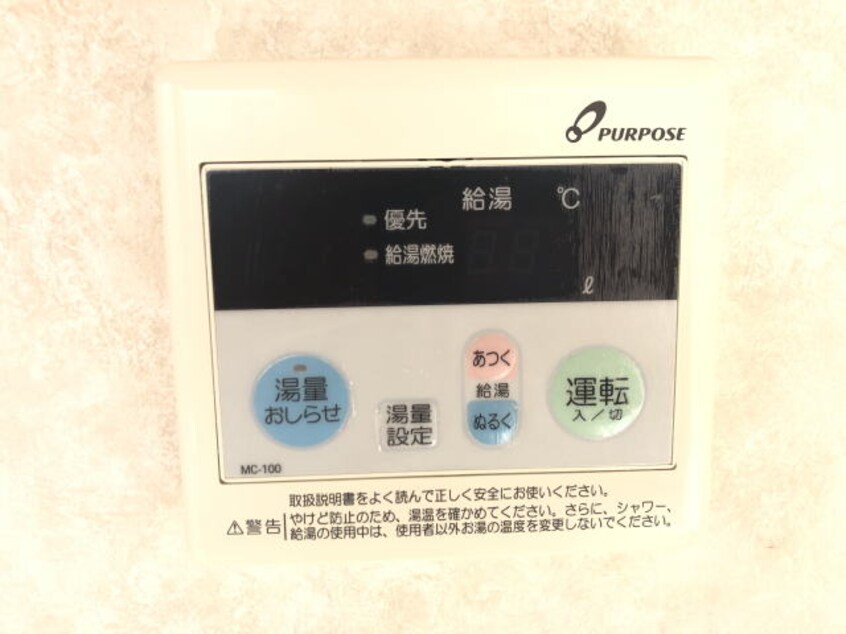 PURPOSE
給湯 ℃
優先
給湯燃焼
ℓ
湯量
おしらせ
湯量
設定
あつく
給湯
ぬるく
運転
入/切
MC-100
取扱説明書をよく読んで正しく安全にお使いください。
⚠警告
やけど防止のため、湯温を確かめてください。さらに、シャワー、
給湯の使用中は、使用者以外お湯の温度を変更しないでください。